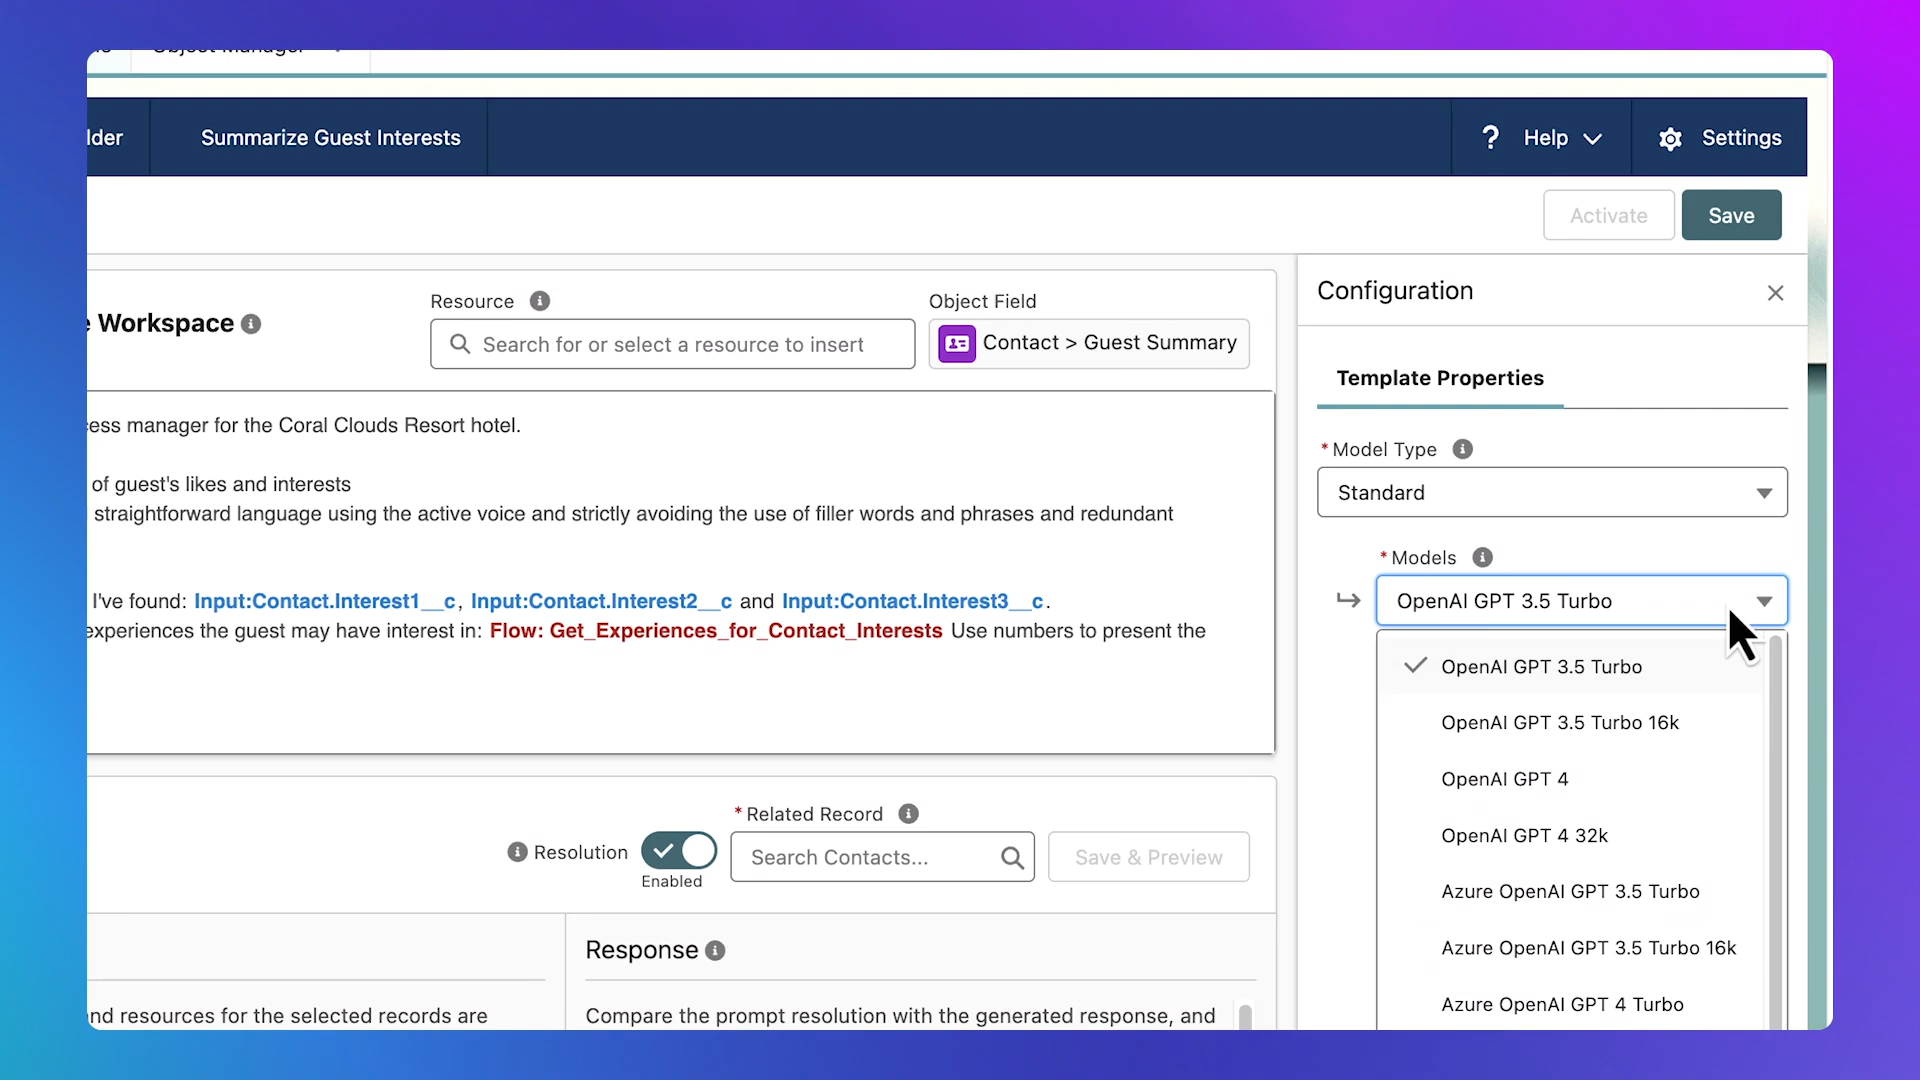 Object Manager
lder
Summarize Guest Interests
? Help
Settings
Activate
Save
Workspace
Resource
Search for or select a resource to insert
Object Field
Contact > Guest Summary
cess manager for the Coral Clouds Resort hotel.
of guest's likes and interests
straightforward language using the active voice and strictly avoiding the use of filler words and phrases and redundant
I've found: Input:Contact.Interest1__c, Input:Contact.Interest2__c and Input:Contact.Interest3__c.
experiences the guest may have interest in: Flow: Get_Experiences_for_Contact_Interests Use numbers to present the
Resolution
Enabled
* Related Record
Search Contacts...
Save & Preview
Response
nd resources for the selected records are
Compare the prompt resolution with the generated response, and
Configuration
Template Properties
* Model Type
Standard
* Models
OpenAI GPT 3.5 Turbo
OpenAI GPT 3.5 Turbo
OpenAI GPT 3.5 Turbo 16k
OpenAI GPT 4
OpenAI GPT 4 32k
Azure OpenAI GPT 3.5 Turbo
Azure OpenAI GPT 3.5 Turbo 16k
Azure OpenAI GPT 4 Turbo